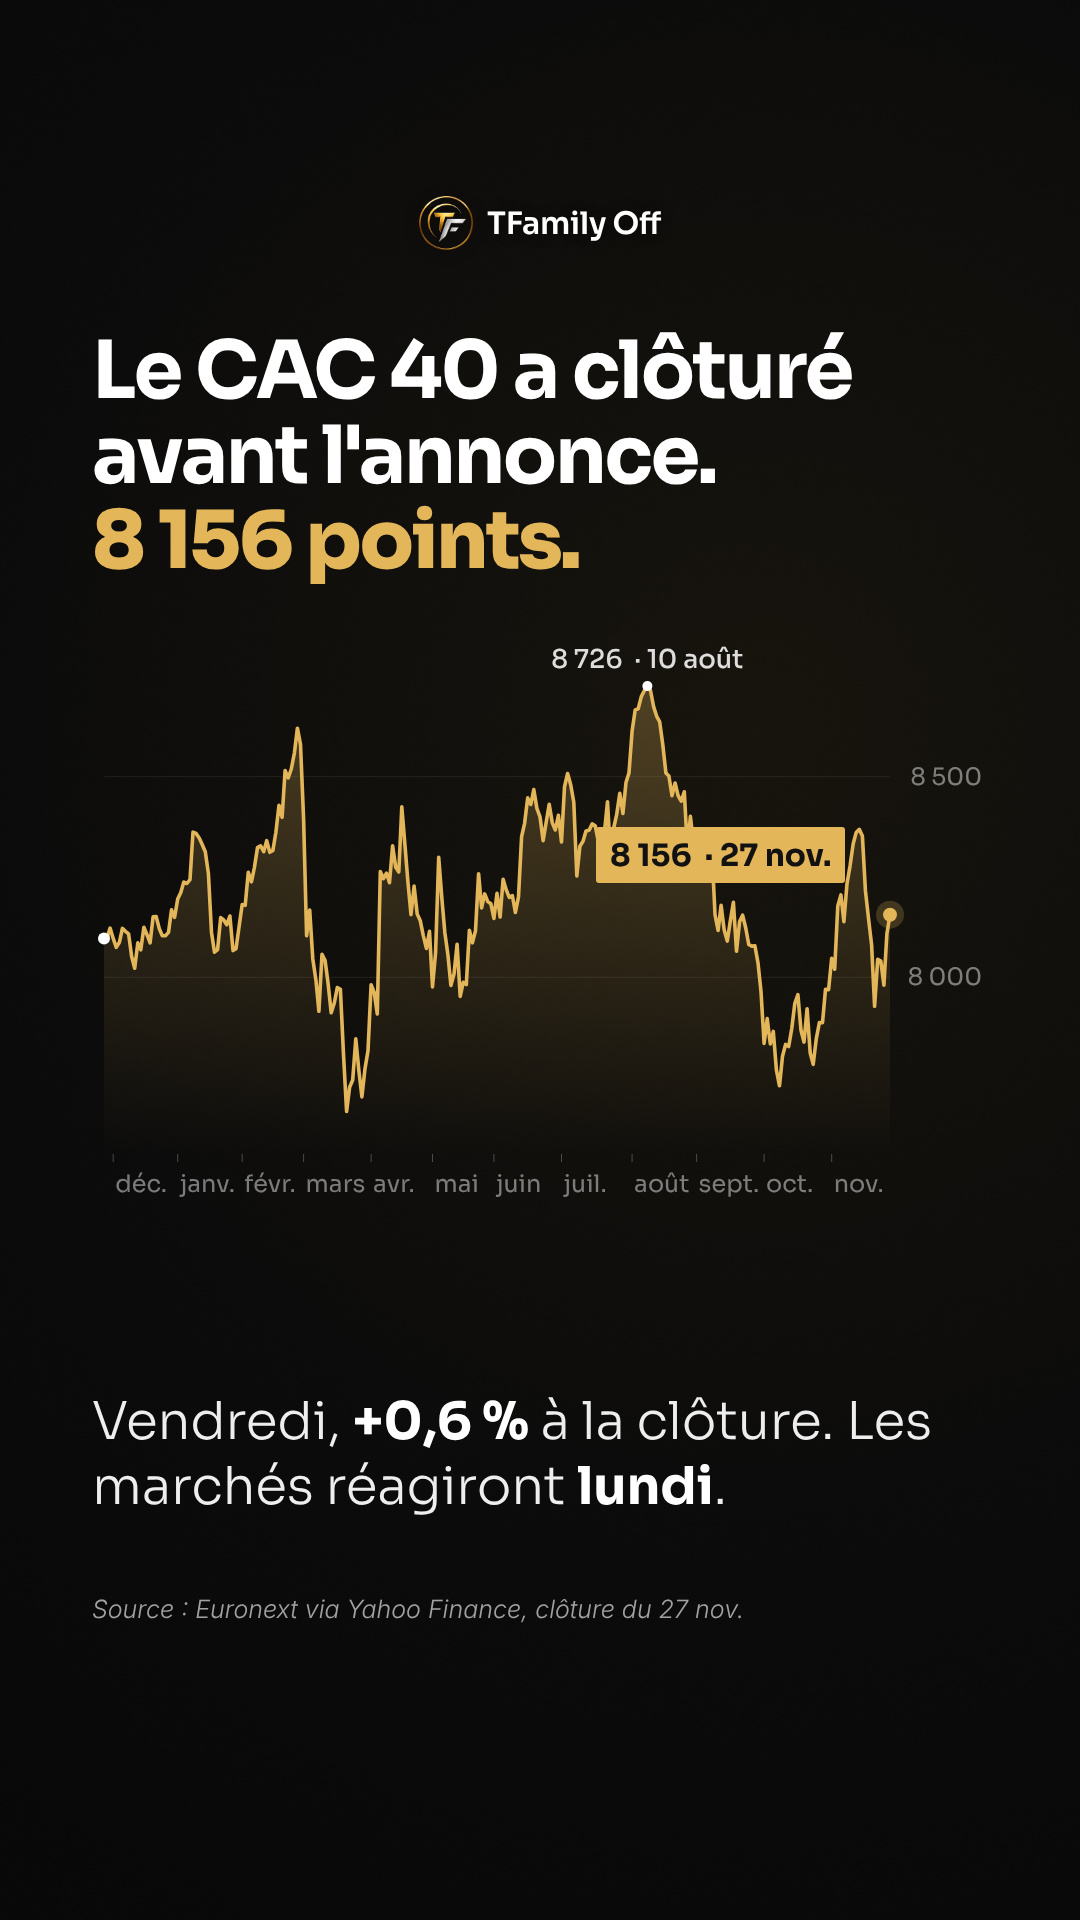 TFamily Off
Le CAC 40 a clôturé
avant l'annonce.
8 156 points.
8 726 · 10 août
8 500
8 156 · 27 nov.
8 000
déc. janv. févr. mars avr. mai juin juil. août sept. oct. nov.
Vendredi, +0,6 % à la clôture. Les
marchés réagiront lundi.
Source : Euronext via Yahoo Finance, clôture du 27 nov.